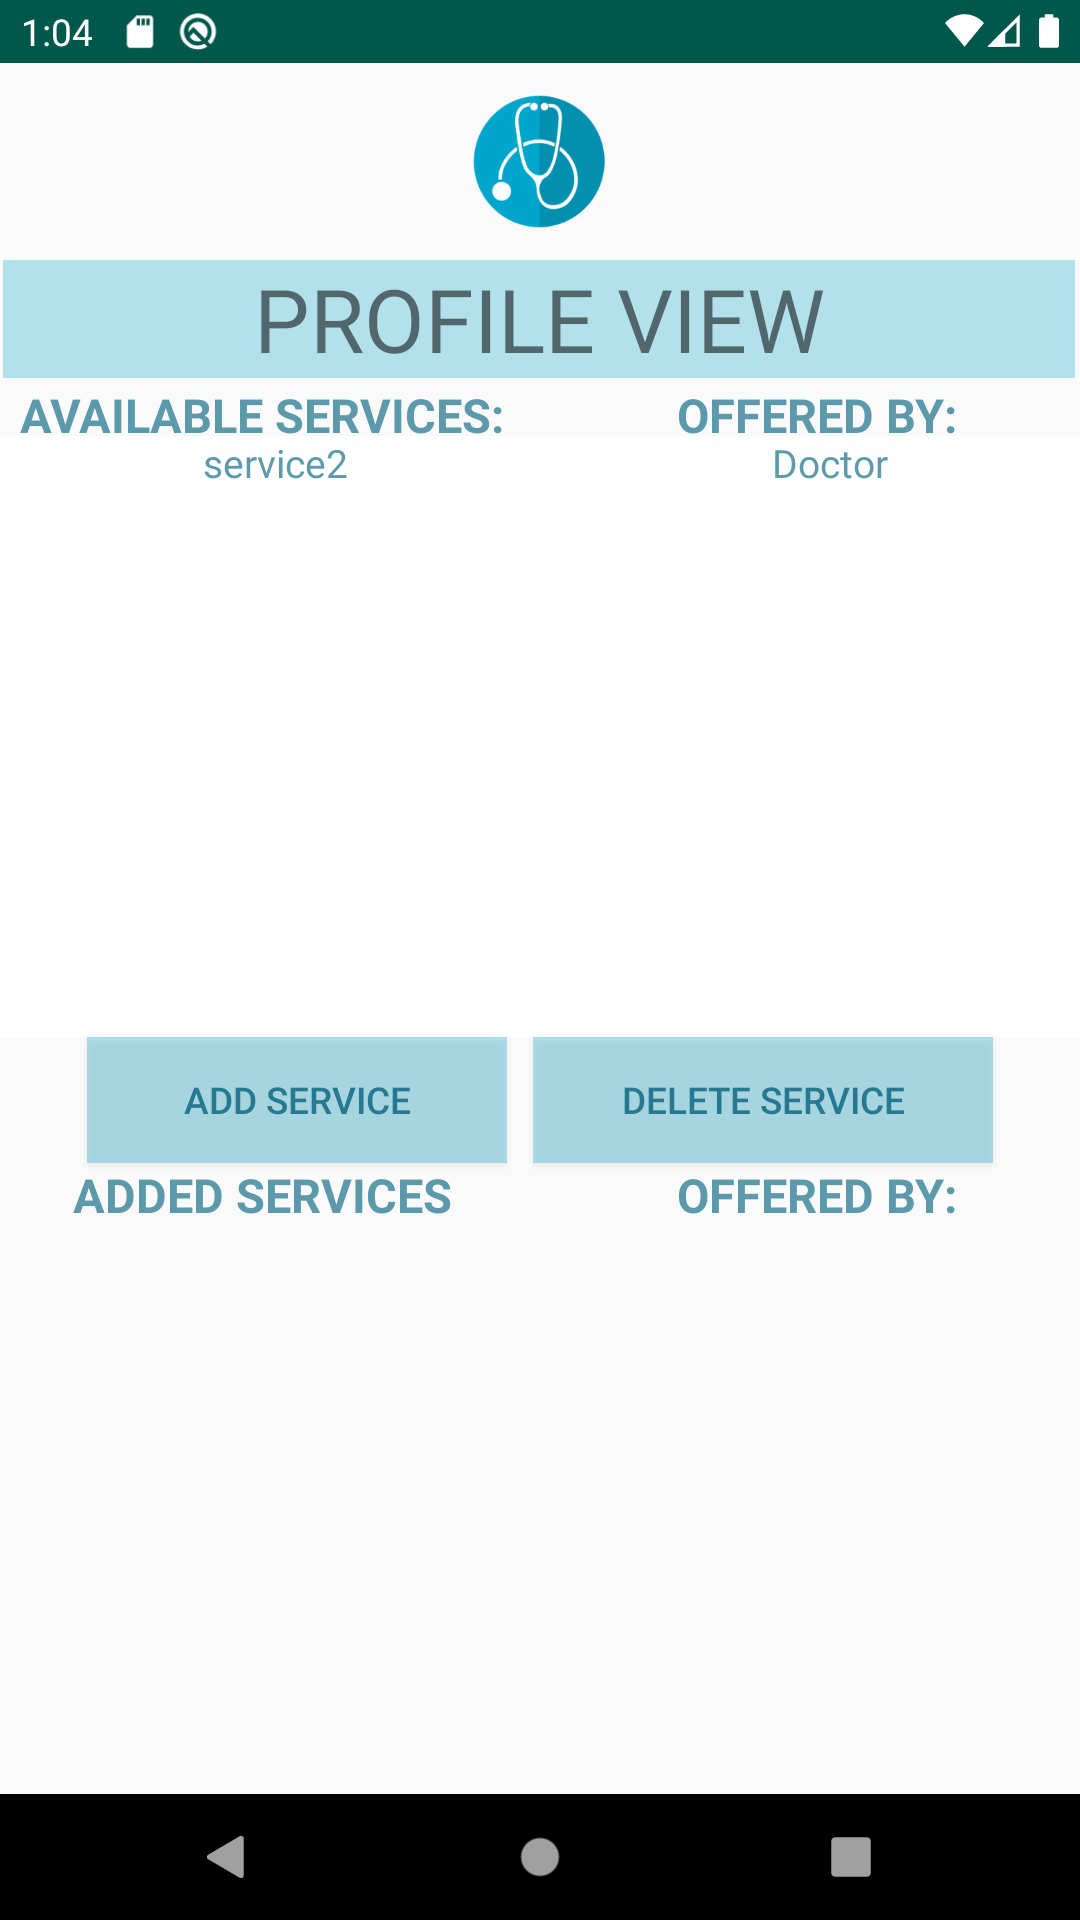 1:04
PROFILE VIEW
AVAILABLE SERVICES: OFFERED BY:
service2 Doctor
ADD SERVICE DELETE SERVICE
ADDED SERVICES OFFERED BY: